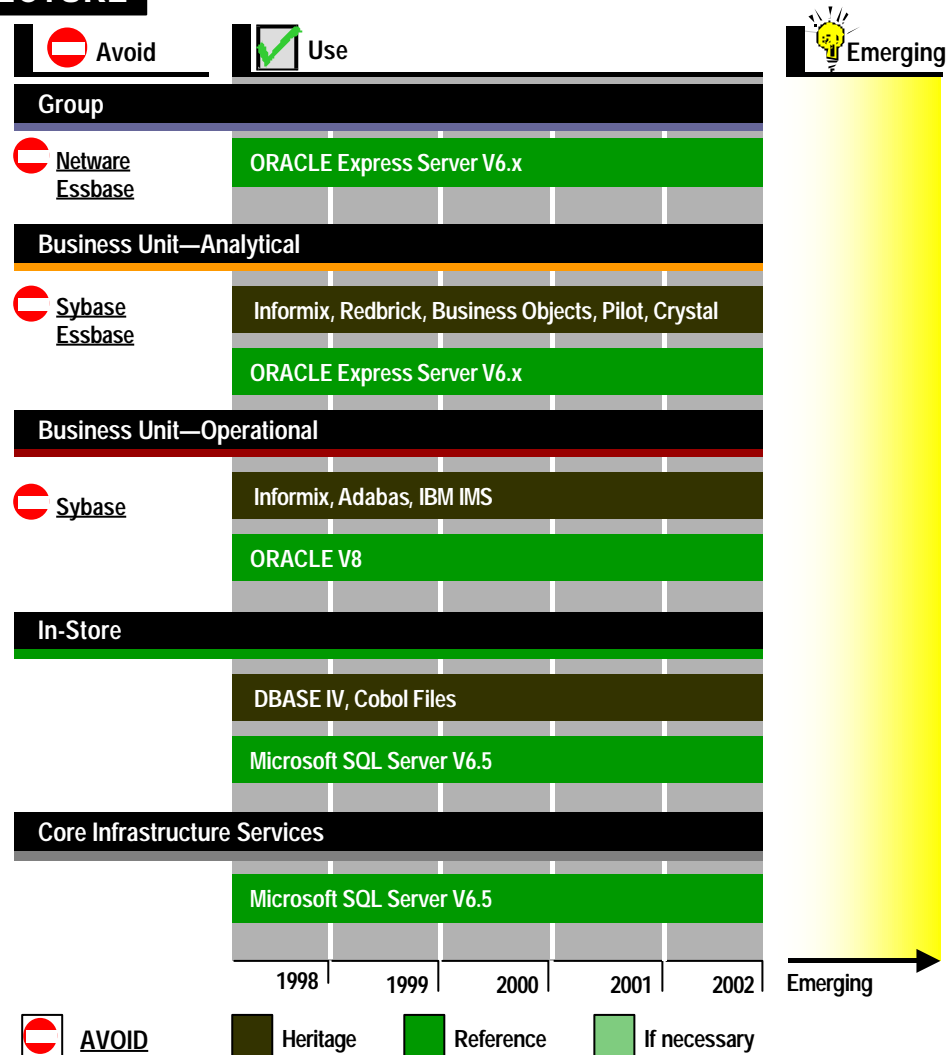 Avoid
Use
Emerging
Group
Netware
Essbase
ORACLE Express Server V6.x
Business Unit—Analytical
Sybase
Essbase
Informix, Redbrick, Business Objects, Pilot, Crystal
ORACLE Express Server V6.x
Business Unit—Operational
Sybase
Informix, Adabas, IBM IMS
ORACLE V8
In-Store
DBASE IV, Cobol Files
Microsoft SQL Server V6.5
Core Infrastructure Services
Microsoft SQL Server V6.5
1998 1999 2000 2001 2002 Emerging
AVOID Heritage Reference If necessary